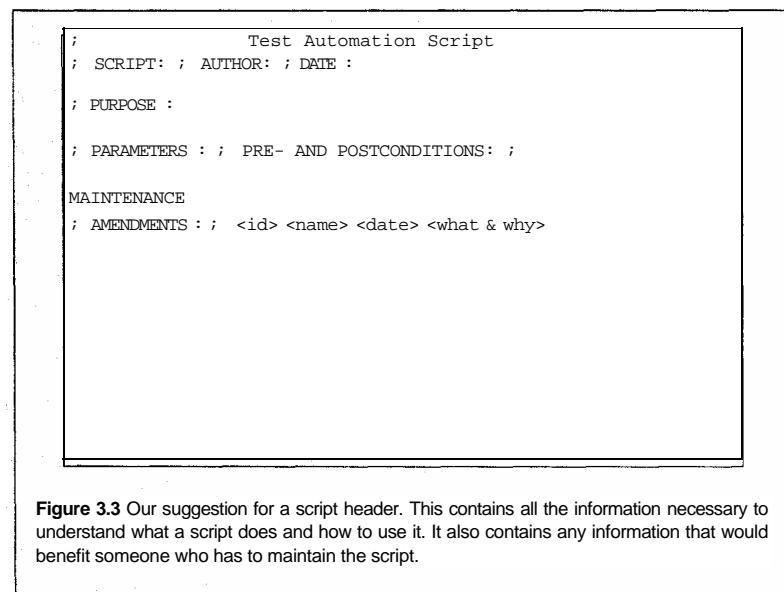 ; Test Automation Script
; SCRIPT: ; AUTHOR: ; DATE :
; PURPOSE :
; PARAMETERS : ; PRE- AND POSTCONDITIONS: ;
MAINTENANCE
; AMENDMENTS : ; <id> <name> <date> <what & why>
Figure 3.3 Our suggestion for a script header. This contains all the information necessary to
understand what a script does and how to use it. It also contains any information that would
benefit someone who has to maintain the script.